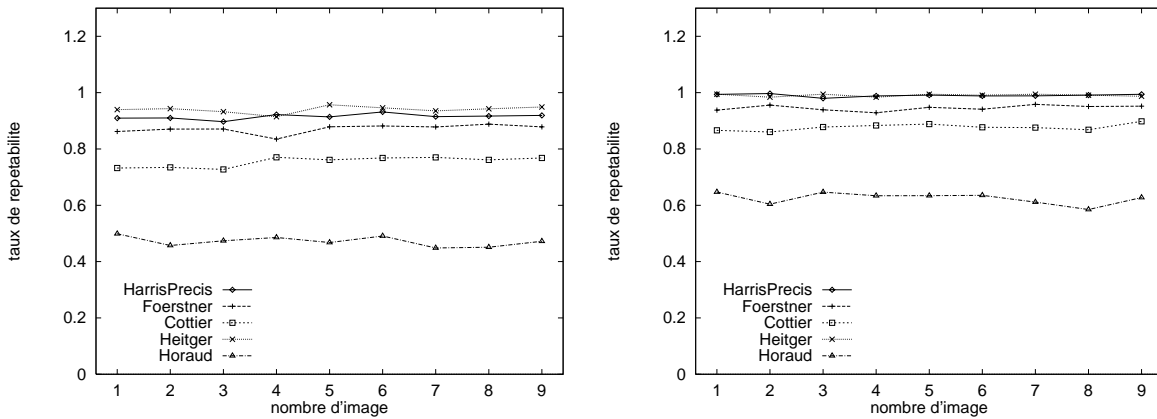 taux de repetabilite
1.2
1
0.8
0.6
0.4
0.2
0
HarrisPrecis
Foerstner
Cottier
Heitger
Horaud
1 2 3 4 5 6 7 8 9
nombre d'image
taux de repetabilite
1.2
1
0.8
0.6
0.4
0.2
0
HarrisPrecis
Foerstner
Cottier
Heitger
Horaud
1 2 3 4 5 6 7 8 9
nombre d'image